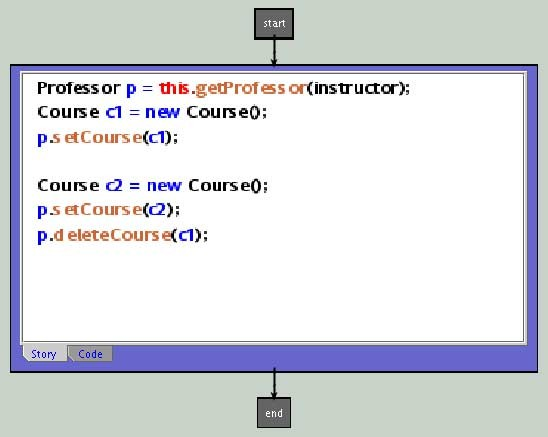 start
Professor p = this.getProfessor(instructor);
Course c1 = new Course();
p.setCourse(c1);
Course c2 = new Course();
p.setCourse(c2);
p.deleteCourse(c1);
Story Code
end